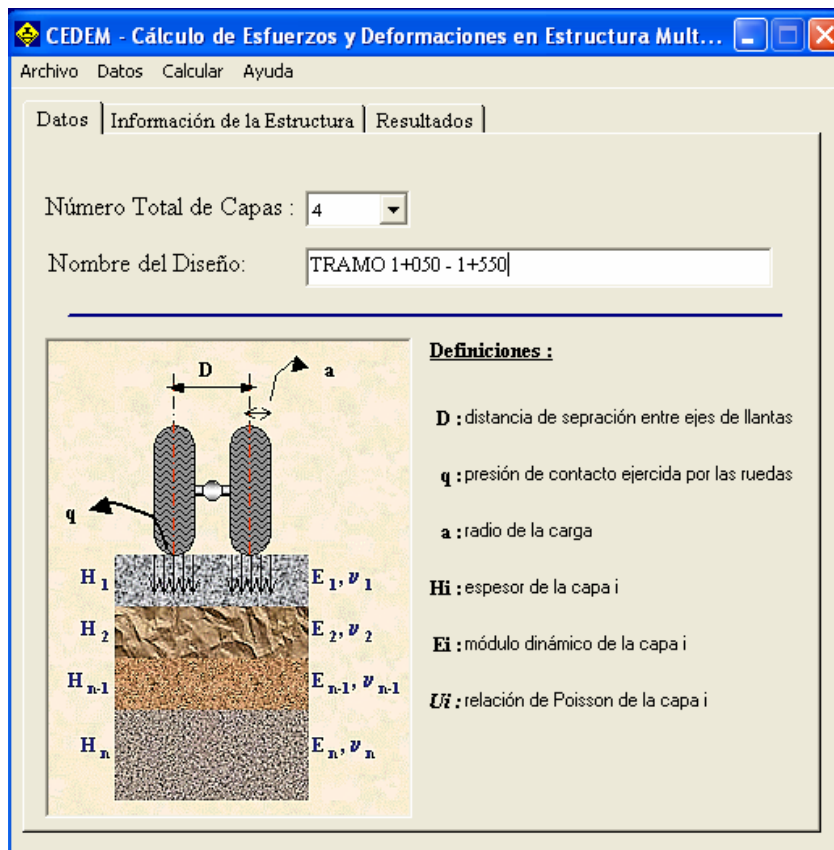 CEDEM - Cálculo de Esfuerzos y Deformaciones en Estructura Mult...
Archivo Datos Calcular Ayuda
Datos Información de la Estructura Resultados
Número Total de Capas : 4
Nombre del Diseño: TRAMO 1+050 - 1+550
D
a
q
H1 E1, ν1
H2 E2, ν2
Hn-1 En-1, νn-1
Hn En, νn
Definiciones :
D : distancia de sepración entre ejes de llantas
q : presión de contacto ejercida por las ruedas
a : radio de la carga
Hi : espesor de la capa i
Ei : módulo dinámico de la capa i
Ui : relación de Poisson de la capa i